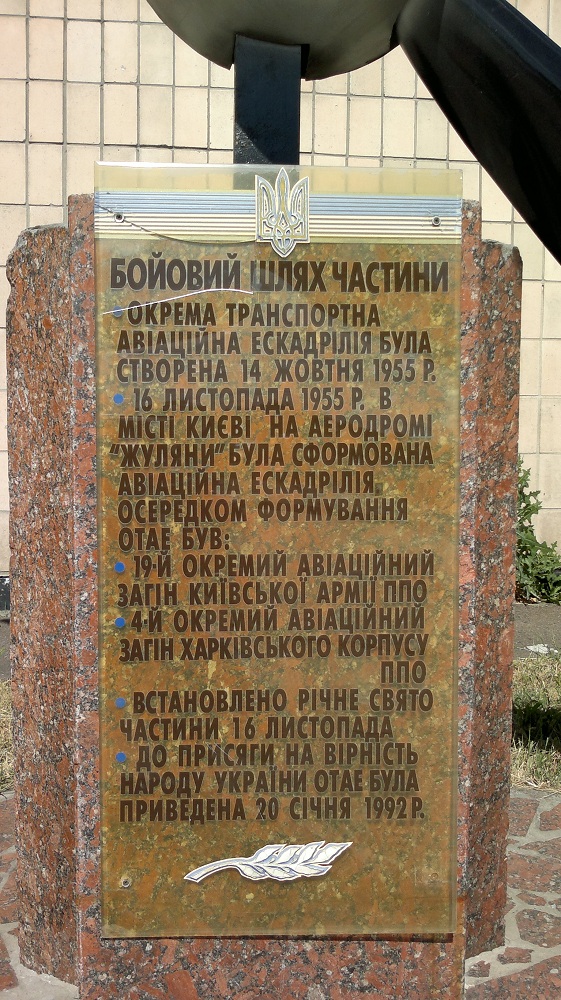 БОЙОВИЙ ШЛЯХ ЧАСТИНИ
• ОКРЕМА ТРАНСПОРТНА
АВІАЦІЙНА ЕСКАДРІЛІЯ БУЛА
СТВОРЕНА 14 ЖОВТНЯ 1955 Р.
• 16 ЛИСТОПАДА 1955 Р. В
МІСТІ КИЄВІ НА АЕРОДРОМІ
"ЖУЛЯНИ" БУЛА СФОРМОВАНА
АВІАЦІЙНА ЕСКАДРІЛІЯ,
ОСЕРЕДКОМ ФОРМУВАННЯ
ОТАЕ БУВ:
• 19-Й ОКРЕМИЙ АВІАЦІЙНИЙ
ЗАГІН КИЇВСЬКОЇ АРМІЇ ППО
• 4-Й ОКРЕМИЙ АВІАЦІЙНИЙ
ЗАГІН ХАРКІВСЬКОГО КОРПУСУ
ППО
• ВСТАНОВЛЕНО РІЧНЕ СВЯТО
ЧАСТИНИ 16 ЛИСТОПАДА
• ДО ПРИСЯГИ НА ВІРНІСТЬ
НАРОДУ УКРАЇНИ ОТАЕ БУЛА
ПРИВЕДЕНА 20 СІЧНЯ 1992 Р.